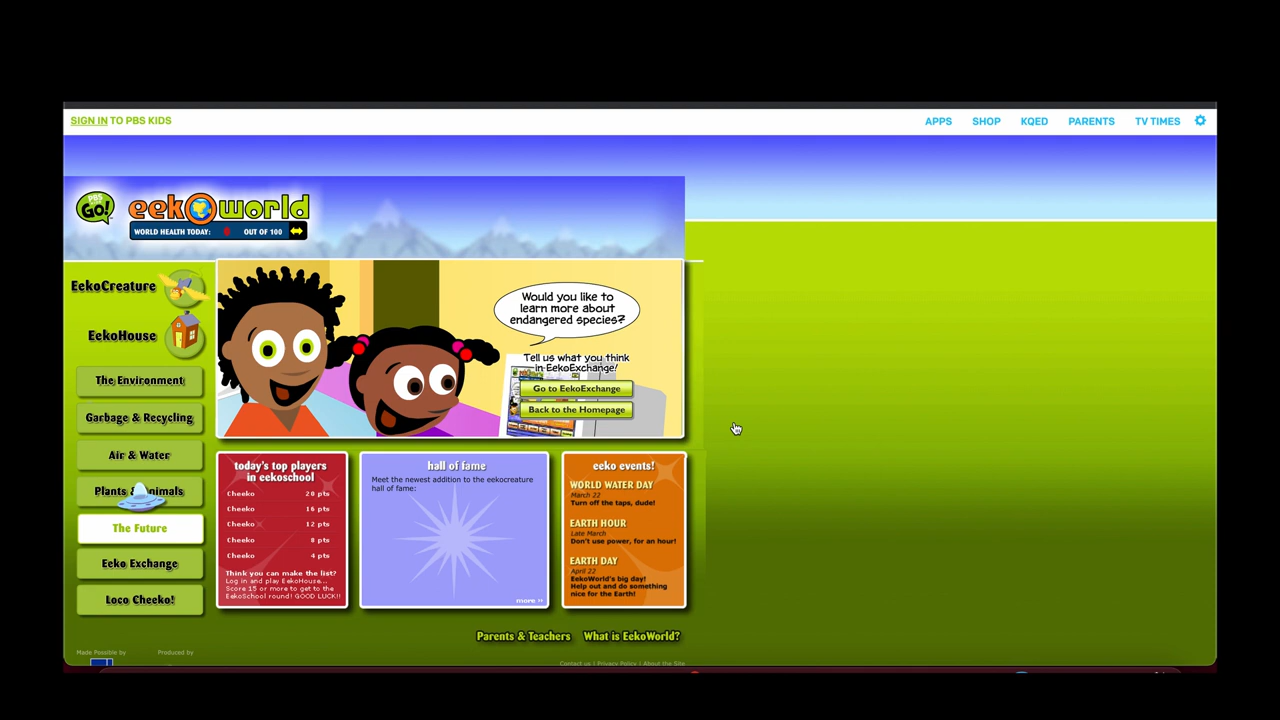 SIGN IN TO PBS KIDS
APPS
SHOP
KQED
PARENTS
TV TIMES
PBS
GO!
eekoworld
WORLD HEALTH TODAY:
OUT OF 100
EekoCreature
EekoHouse
The Environment
Garbage & Recycling
Air & Water
Plants & Animals
The Future
Eeko Exchange
Loco Cheeko!
Would you like to
learn more about
endangered species?
Tell us what you think
in EekoExchange!
Go to EekoExchange
Back to the Homepage
today's top players
in eekoschool
Cheeko 20 pts
Cheeko 16 pts
Cheeko 12 pts
Cheeko 8 pts
Cheeko 4 pts
Think you can make the list?
Log in and play EekoHouse...
Score 15 or more to get to the
EekoSchool round! GOOD LUCK!!
hall of fame
Meet the newest addition to the eekocreature
hall of fame:
more >>
eeko events!
WORLD WATER DAY
March 22
Turn off the taps, dude!
EARTH HOUR
Late March
Don't use power, for an hour!
EARTH DAY
April 22
EekoWorld's big day!
Help out and do something
nice for the Earth!
Parents & Teachers
What is EekoWorld?
Made Possible by
Produced by
Contact us | Privacy Policy | About the Site